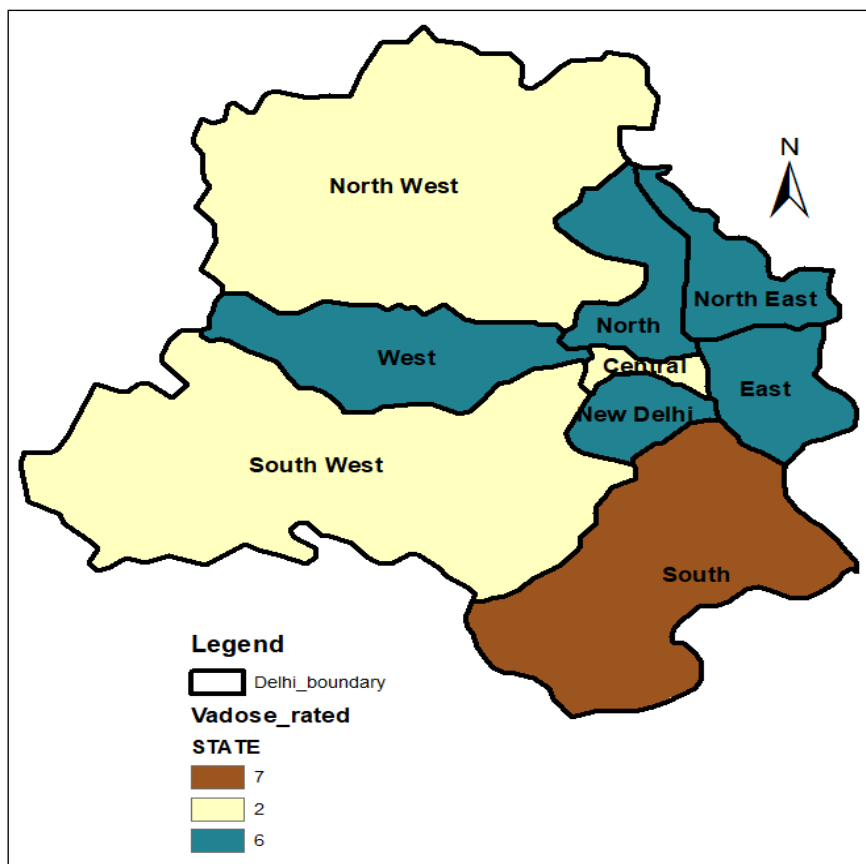 N
North West
North East
North
West
Central
East
New Delhi
South West
South
Legend
Delhi_boundary
Vadose_rated
STATE
7
2
6